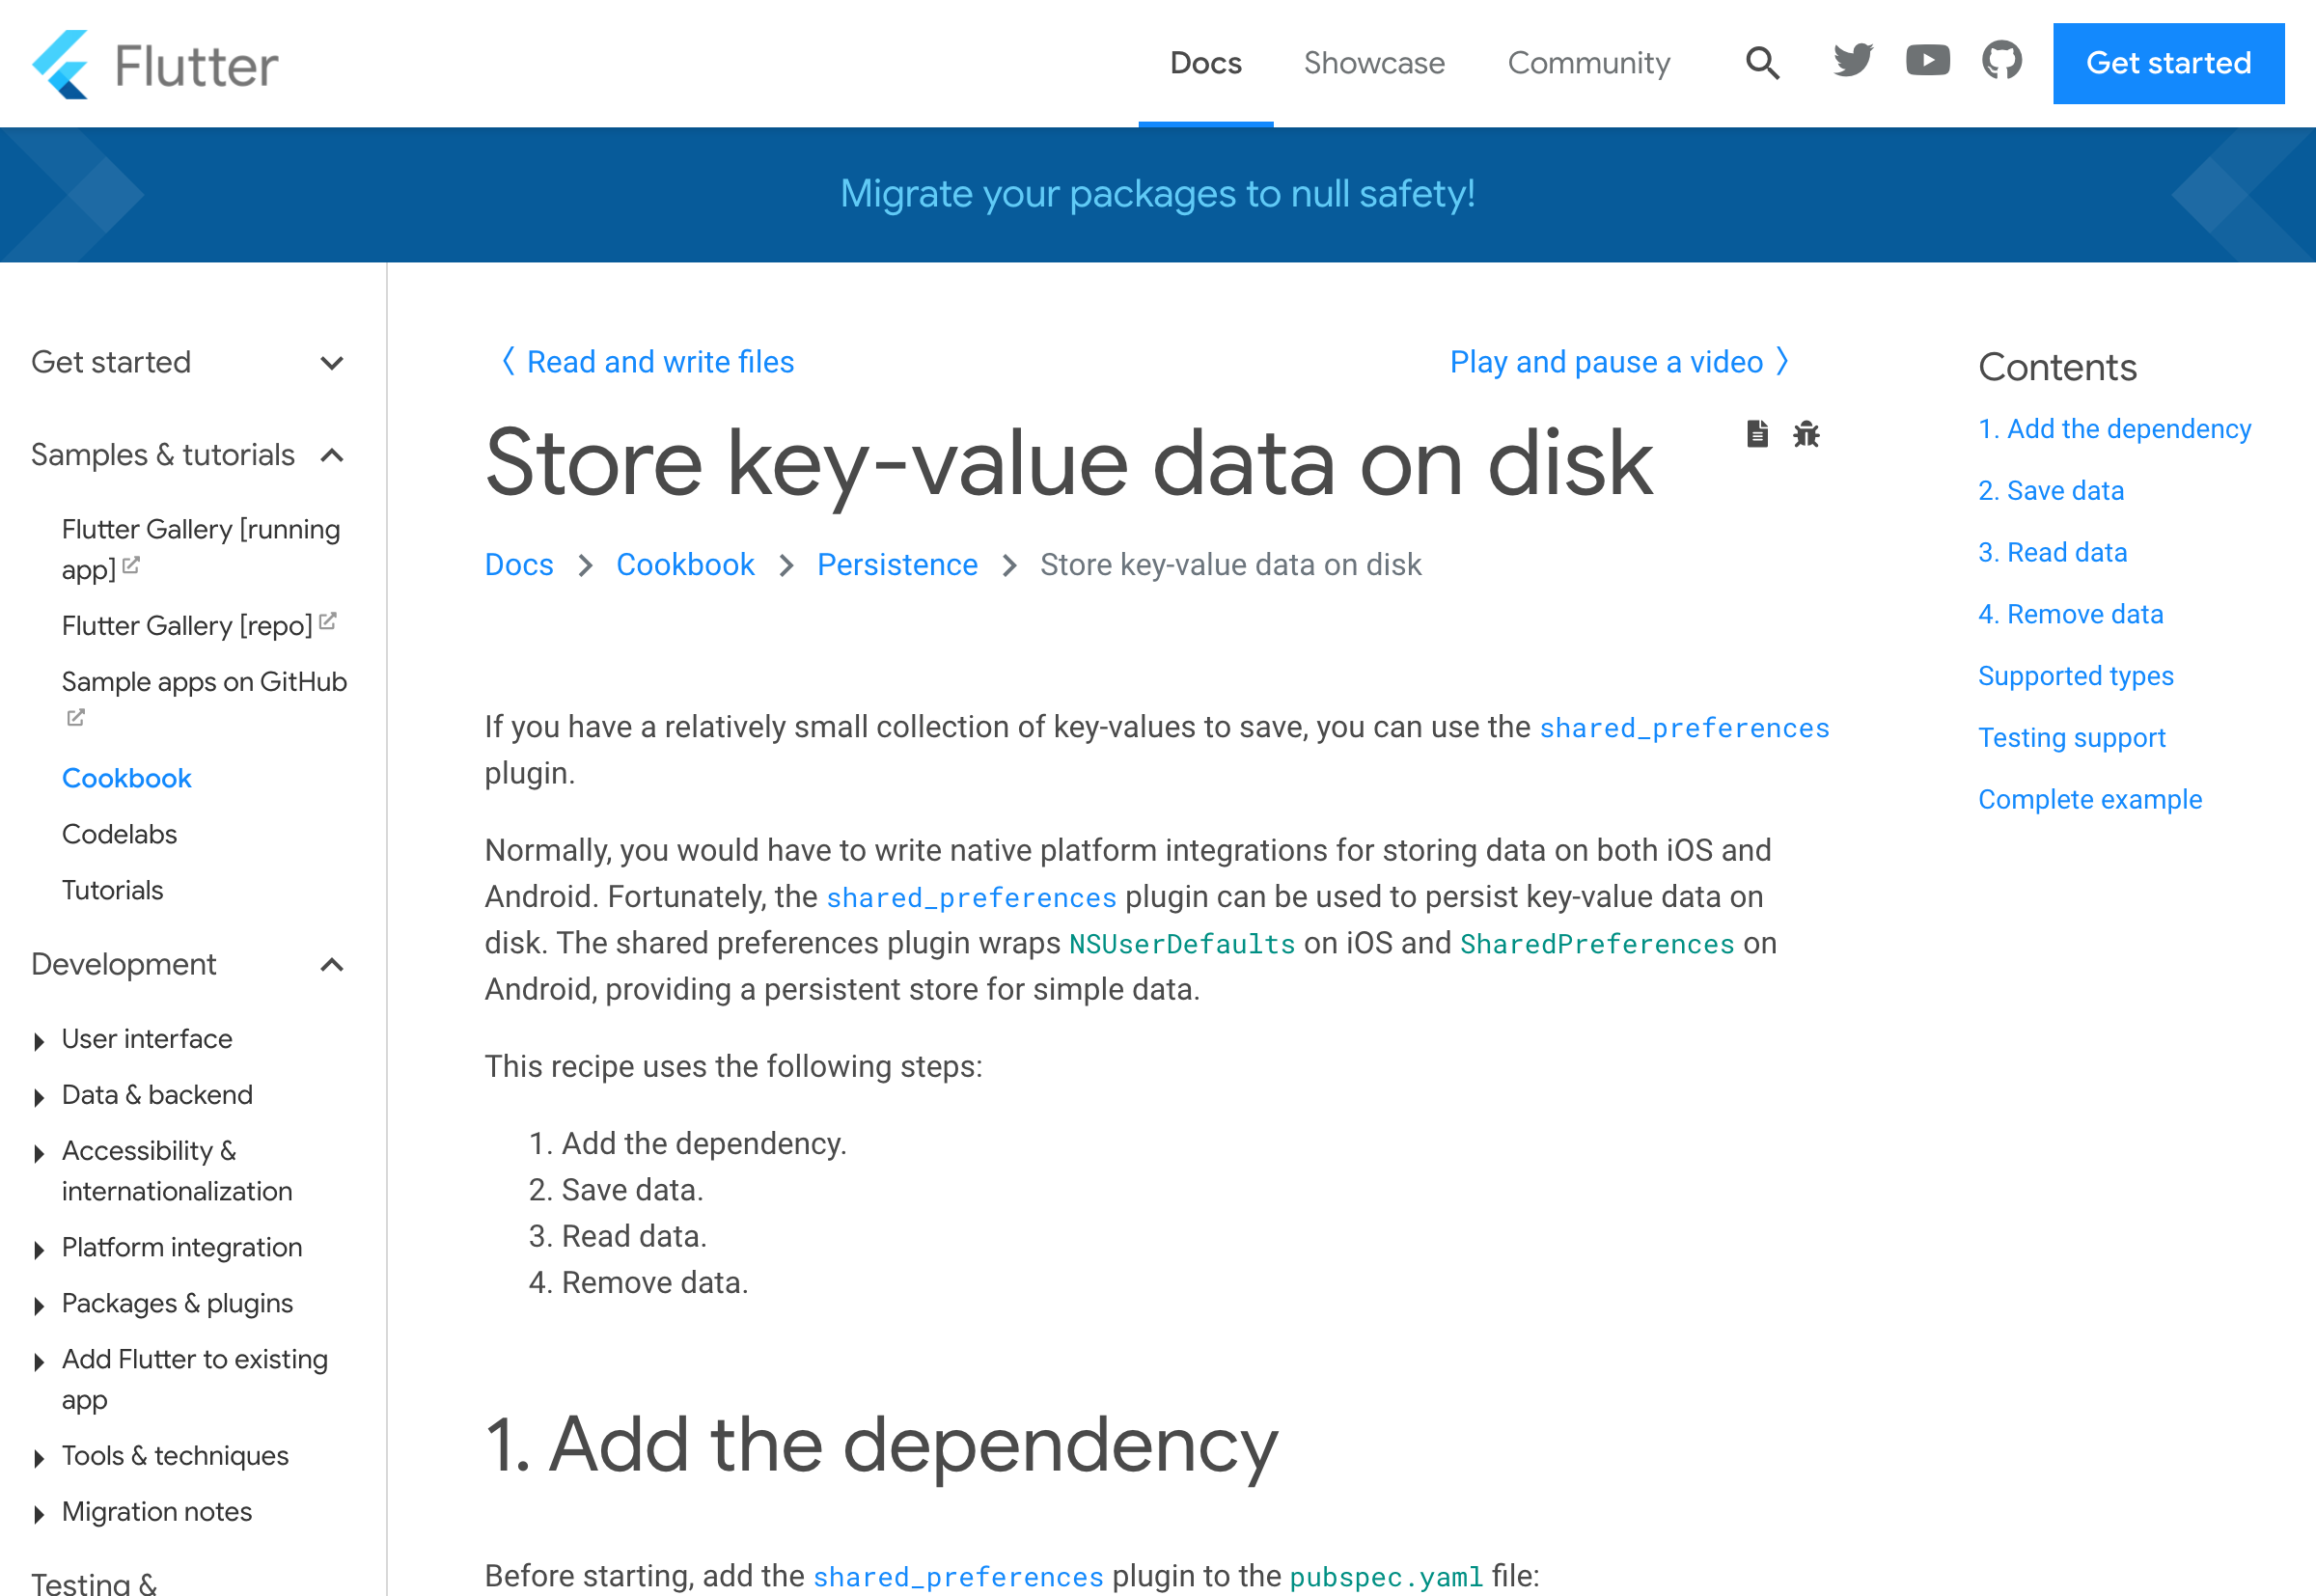 Flutter
Docs
Showcase
Community
Get started
Migrate your packages to null safety!
Get started
Samples & tutorials
Flutter Gallery [running
app]
Flutter Gallery [repo]
Sample apps on GitHub
Cookbook
Codelabs
Tutorials
Development
User interface
Data & backend
Accessibility &
internationalization
Platform integration
Packages & plugins
Add Flutter to existing
app
Tools & techniques
Migration notes
Testing &
Read and write files
Play and pause a video
Store key-value data on disk
Docs > Cookbook > Persistence > Store key-value data on disk
If you have a relatively small collection of key-values to save, you can use the shared_preferences
plugin.
Normally, you would have to write native platform integrations for storing data on both iOS and
Android. Fortunately, the shared_preferences plugin can be used to persist key-value data on
disk. The shared preferences plugin wraps NSUserDefaults on iOS and SharedPreferences on
Android, providing a persistent store for simple data.
This recipe uses the following steps:
1. Add the dependency.
2. Save data.
3. Read data.
4. Remove data.
1. Add the dependency
Before starting, add the shared_preferences plugin to the pubspec.yaml file:
Contents
1. Add the dependency
2. Save data
3. Read data
4. Remove data
Supported types
Testing support
Complete example